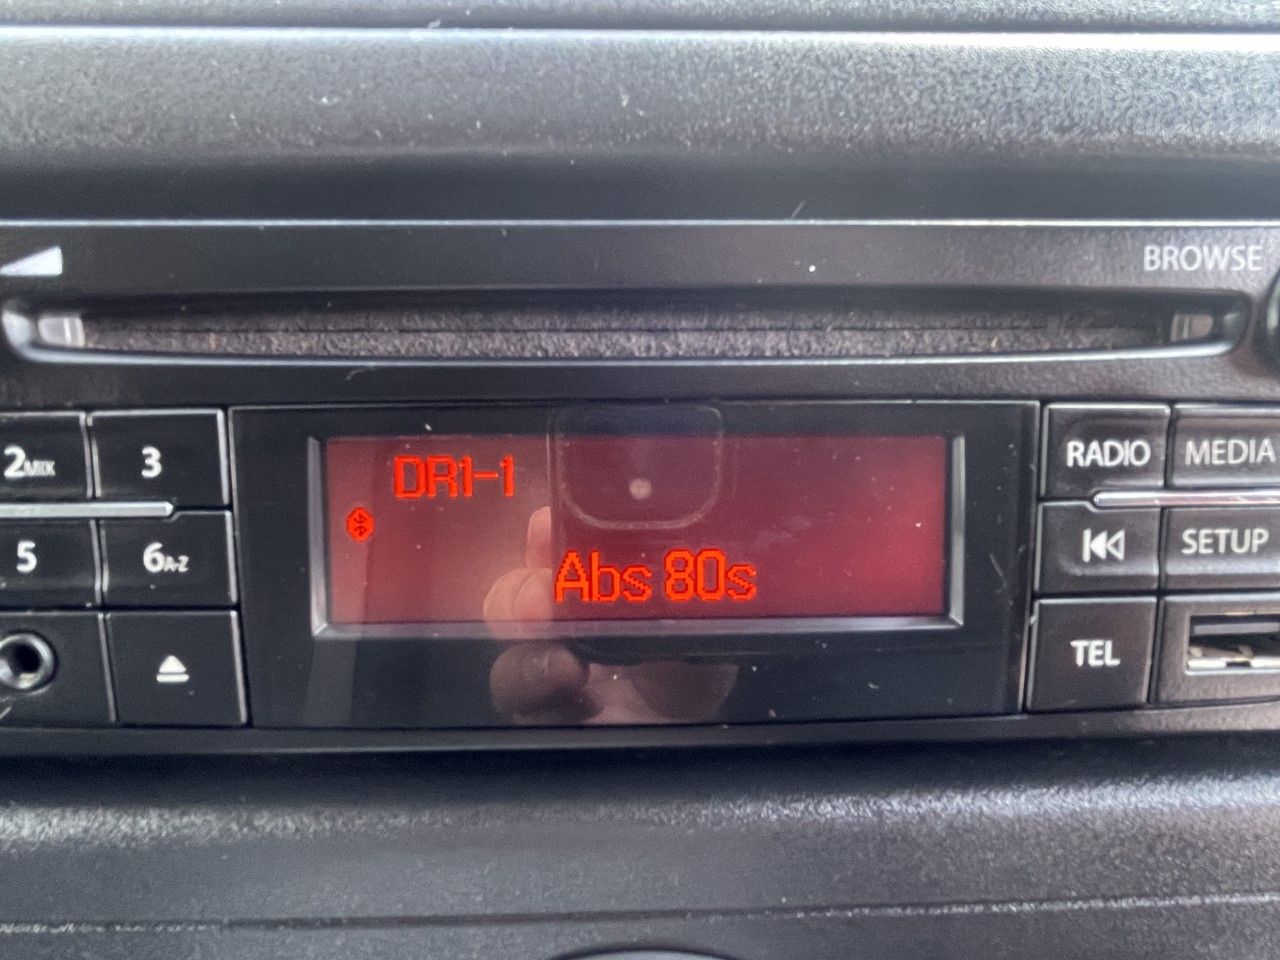 BROWSE
2MIX 3
DR1-1
RADIO MEDIA
5 6A-Z
Abs 80s
SETUP
TEL